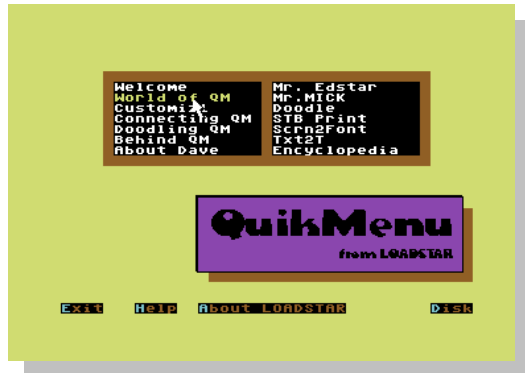 Welcome
World of QM
Customize
Connecting QM
Doodling QM
Behind QM
About Dave
Mr. Edstar
Mr.MICK
Doodle
STB Print
Scrn2Font
Txt2T
Encyclopedia
QuikMenu
from LOADSTAR
Exit Help About LOADSTAR Disk